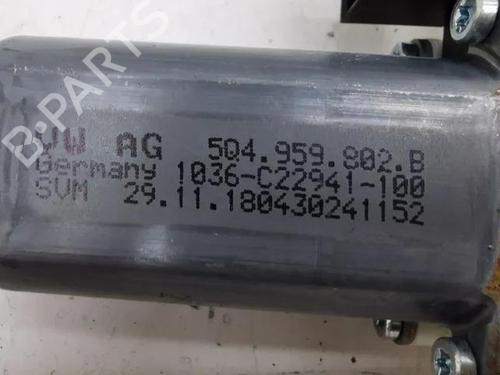 B-PARTS
VW AG 5Q4.959.802.B
Germany 1036-C22941-100
SVM 29.11.180430241152